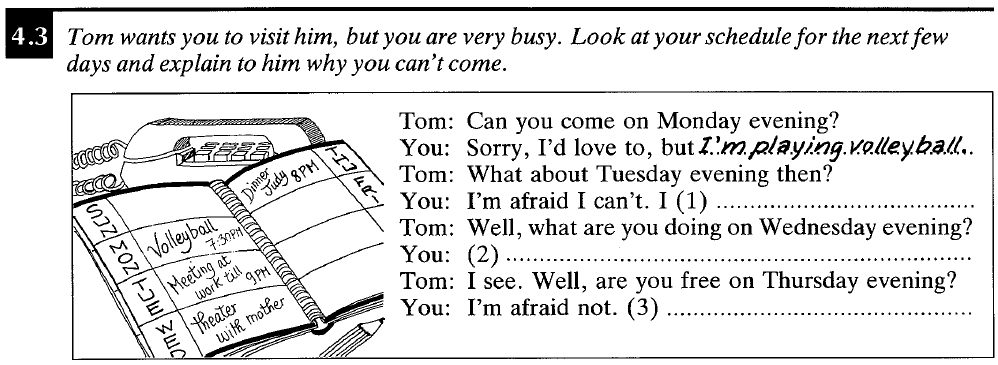 4.3 Tom wants you to visit him, but you are very busy. Look at your schedule for the next few
days and explain to him why you can't come.
SUN
MON
Volleyball
7:30PM
TUE
Meeting at
work till
9PM
WED
theater
with mother
THU
Dinner
Judy 8PM
FRI
Tom: Can you come on Monday evening?
You: Sorry, I'd love to, but I'm playing volleyball.
Tom: What about Tuesday evening then?
You: I'm afraid I can't. I (1) ....................................
Tom: Well, what are you doing on Wednesday evening?
You: (2) ....................................
Tom: I see. Well, are you free on Thursday evening?
You: I'm afraid not. (3) ....................................